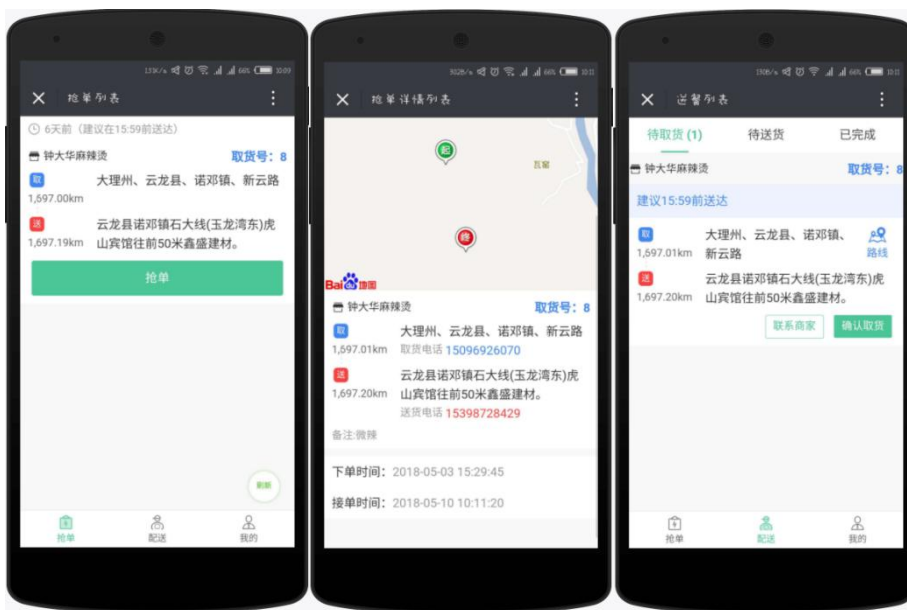 151K/s 66% 10:09
抢单列表
6天前（建议在15:59前送达）
钟大华麻辣烫 取货号：8
取 大理州、云龙县、诺邓镇、新云路
1,597.00km
送 云龙县诺邓镇石大线(玉龙湾东)虎
1,697.19km 山宾馆往前50米鑫盛建材。
抢单
刷新
抢单 配送 我的
302B/s 66% 10:11
抢单详情列表
起
瓦窑
终
Bai 地图
钟大华麻辣烫 取货号：8
取 大理州、云龙县、诺邓镇、新云路
1,597.01km 取货电话 15096926070
送 云龙县诺邓镇石大线(玉龙湾东)虎
1,697.20km 山宾馆往前50米鑫盛建材。
送货电话 15398728429
备注:微辣
下单时间：2018-05-03 15:29:45
接单时间：2018-05-10 10:11:20
150B/s 66% 10:11
送餐列表
待取货 (1) 待送货 已完成
钟大华麻辣烫 取货号：8
建议15:59前送达
取 大理州、云龙县、诺邓镇、
1,597.01km 新云路 路线
送 云龙县诺邓镇石大线(玉龙湾东)虎
1,697.20km 山宾馆往前50米鑫盛建材。
联系商家 确认取货
抢单 配送 我的